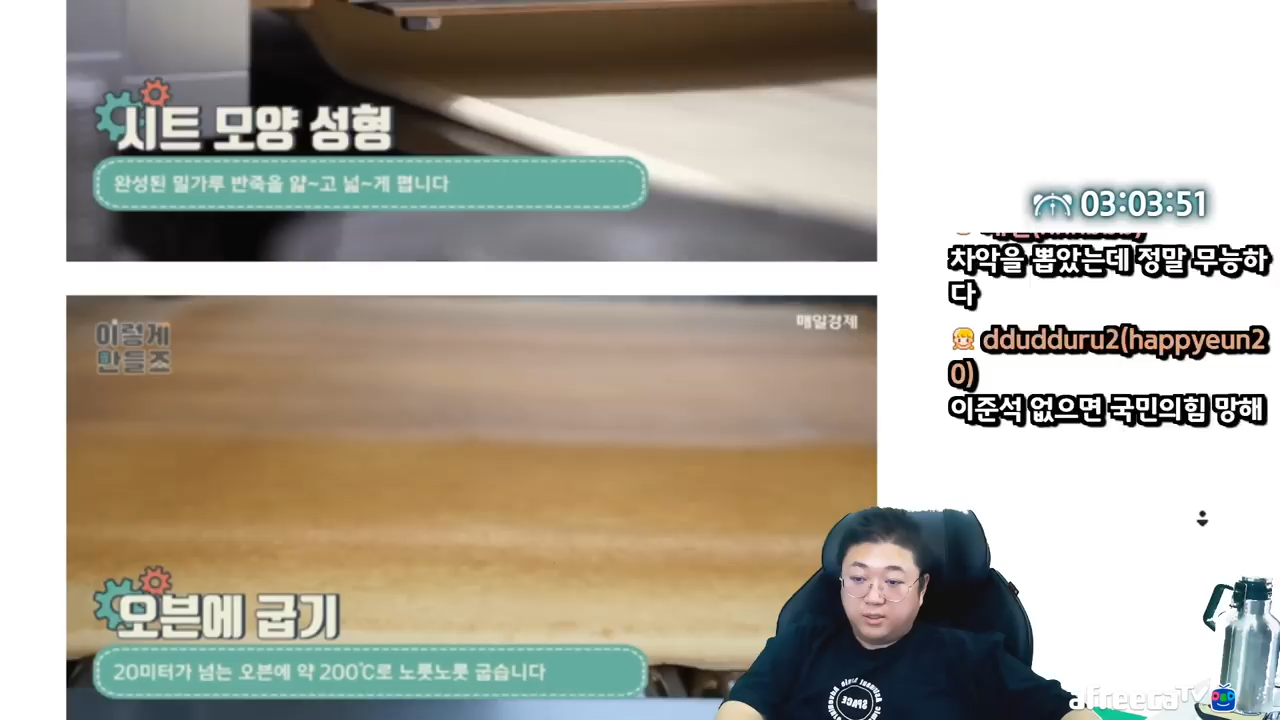 시트 모양 성형
완성된 밀가루 반죽을 얇~고 넓~게 폅니다
이렇게
만들죠
매일경제
오븐에 굽기
20미터가 넘는 오븐에 약 200℃로 노릇노릇 굽습니다
03:03:51
차악을 뽑았는데 정말 무능하
다
ddudduru2(happyeun2
0)
이준석 없으면 국민의힘 망해
SPACE
afreecaTV